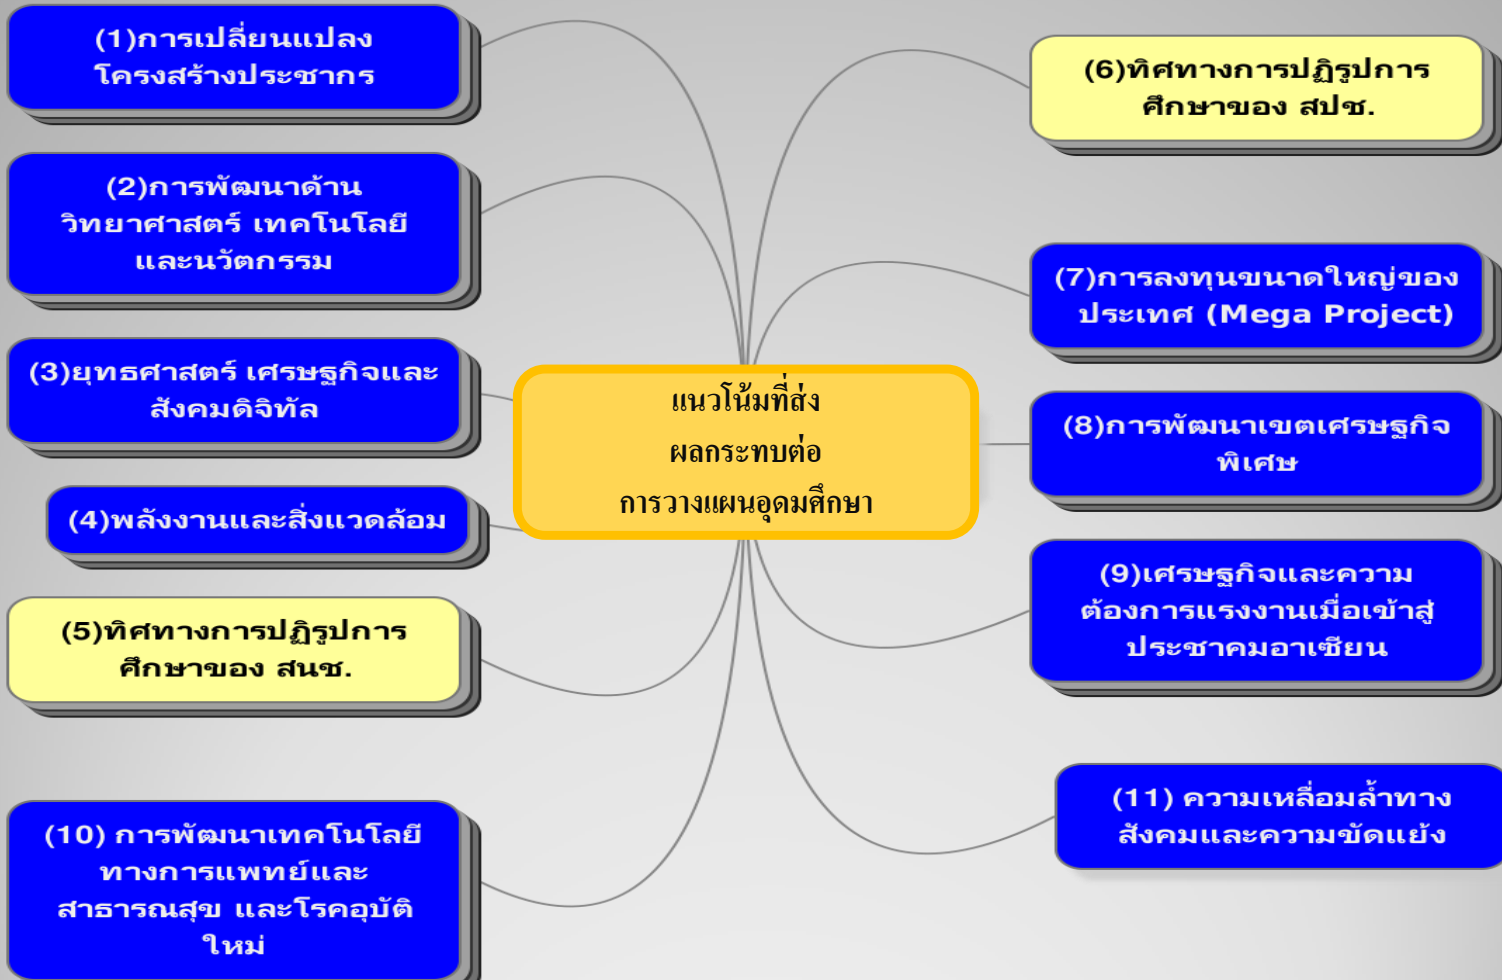 (1)การเปลี่ยนแปลง
โครงสร้างประชากร
(2)การพัฒนาด้าน
วิทยาศาสตร์ เทคโนโลยี
และนวัตกรรม
(3)ยุทธศาสตร์ เศรษฐกิจและ
สังคมดิจิทัล
(4)พลังงานและสิ่งแวดล้อม
(5)ทิศทางการปฏิรูปการ
ศึกษาของ สนช.
(10) การพัฒนาเทคโนโลยี
ทางการแพทย์และ
สาธารณสุข และโรคอุบัติ
ใหม่
แนวโน้มที่ส่ง
ผลกระทบต่อ
การวางแผนอุดมศึกษา
(6)ทิศทางการปฏิรูปการ
ศึกษาของ สปช.
(7)การลงทุนขนาดใหญ่ของ
ประเทศ (Mega Project)
(8)การพัฒนาเขตเศรษฐกิจ
พิเศษ
(9)เศรษฐกิจและความ
ต้องการแรงงานเมื่อเข้าสู่
ประชาคมอาเซียน
(11) ความเหลื่อมล้ำทาง
สังคมและความขัดแย้ง